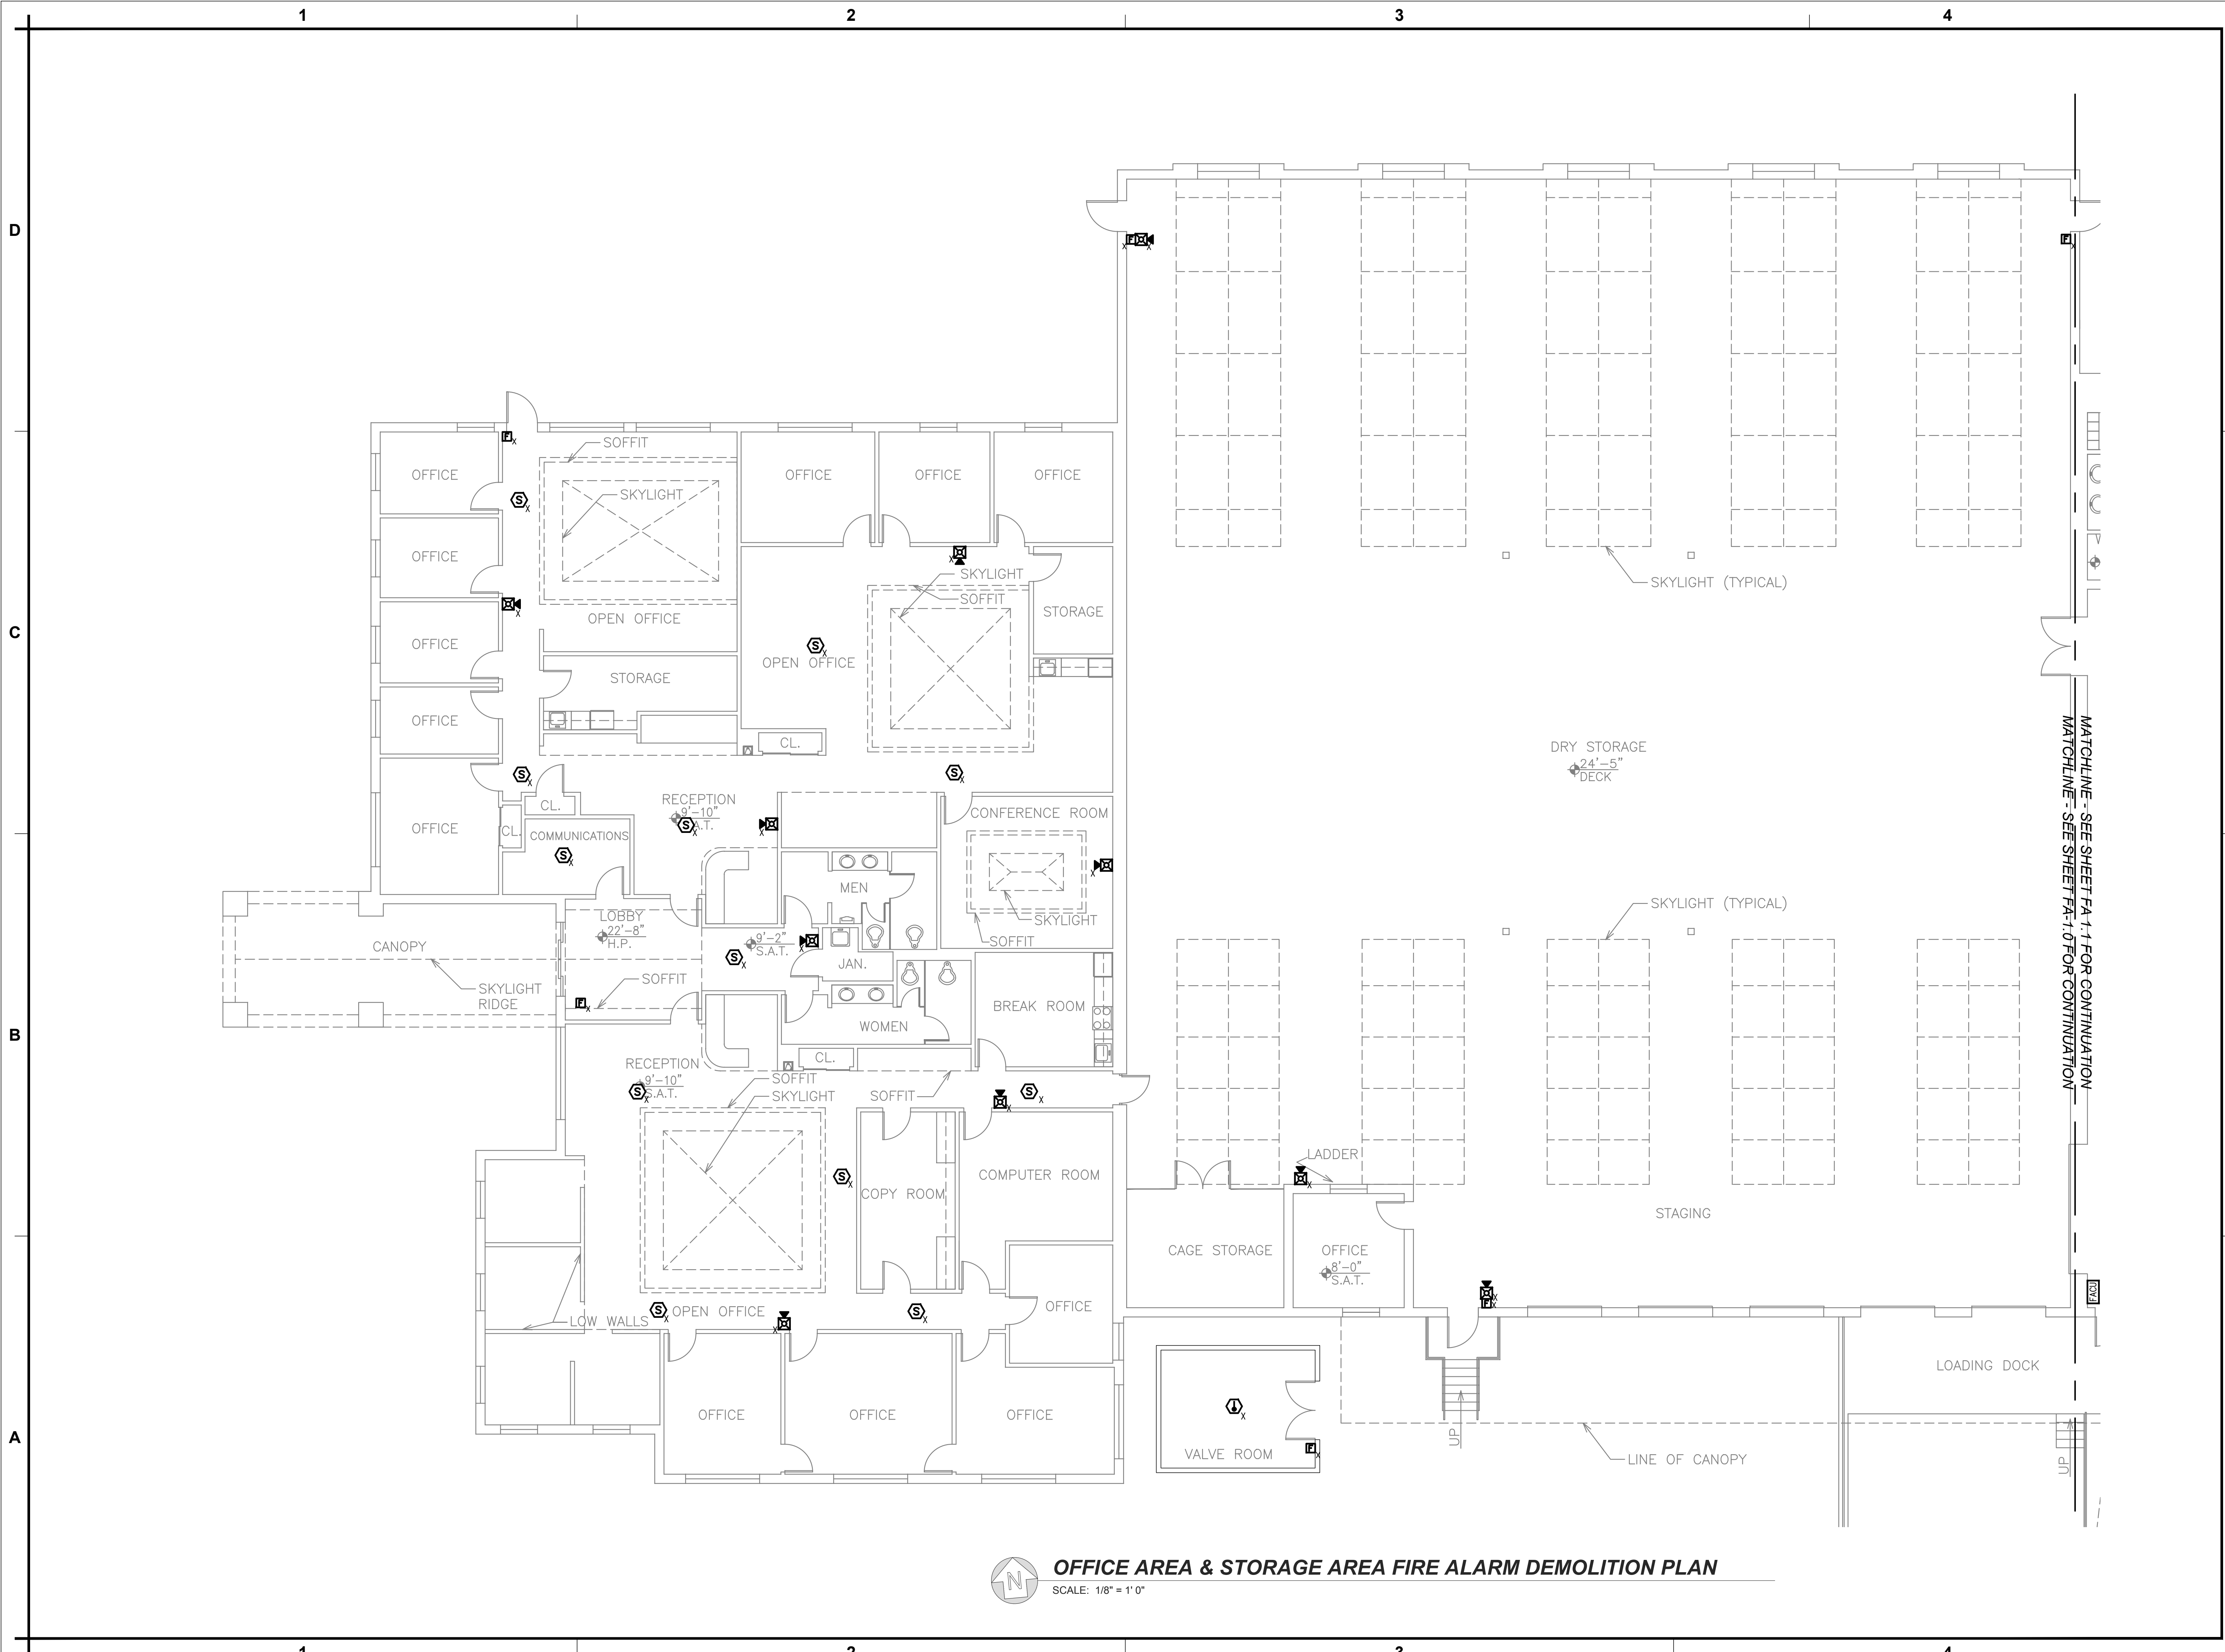 1 2 3 4
D
F
F
F
OFFICE
SOFFIT
OFFICE
OFFICE
OFFICE
S
SKYLIGHT
OFFICE
SKYLIGHT
SOFFIT
SKYLIGHT (TYPICAL)
STORAGE
C
OPEN OFFICE
OFFICE
S
OPEN OFFICE
STORAGE
OFFICE
CL.
DRY STORAGE
24'-5"
DECK
MATCHLINE - SEE SHEET FA-1.0 FOR CONTINUATION
MATCHLINE - SEE SHEET FA 1.1 FOR CONTINUATION
S
S
RECEPTION
9'-10"
S A.T.
CL.
CONFERENCE ROOM
OFFICE
CL.
COMMUNICATIONS
S
MEN
SKYLIGHT (TYPICAL)
LOBBY
22'-8"
H.P.
SKYLIGHT
CANOPY
9'-2"
S.A.T.
SOFFIT
S
JAN.
SOFFIT
SKYLIGHT
RIDGE
F
BREAK ROOM
WOMEN
B
CL.
RECEPTION
9'-10"
S S.A.T.
SOFFIT
SKYLIGHT
SOFFIT
S
LADDER
S
COMPUTER ROOM
COPY ROOM
STAGING
CAGE STORAGE
OFFICE
8'-0"
S.A.T.
FACU
OFFICE
F
S
OPEN OFFICE
S
LOW WALLS
LOADING DOCK
OFFICE
OFFICE
OFFICE
A
UP
F
VALVE ROOM
LINE OF CANOPY
UP
N
OFFICE AREA & STORAGE AREA FIRE ALARM DEMOLITION PLAN
SCALE: 1/8" = 1' 0"
1 2 3 4